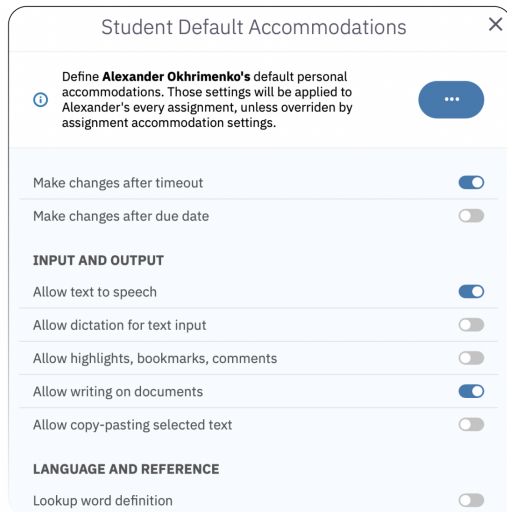 Student Default Accommodations
Define Alexander Okhrimenko's default personal
accommodations. Those settings will be applied to
Alexander's every assignment, unless overriden by
assignment accommodation settings.
Make changes after timeout
Make changes after due date
INPUT AND OUTPUT
Allow text to speech
Allow dictation for text input
Allow highlights, bookmarks, comments
Allow writing on documents
Allow copy-pasting selected text
LANGUAGE AND REFERENCE
Lookup word definition